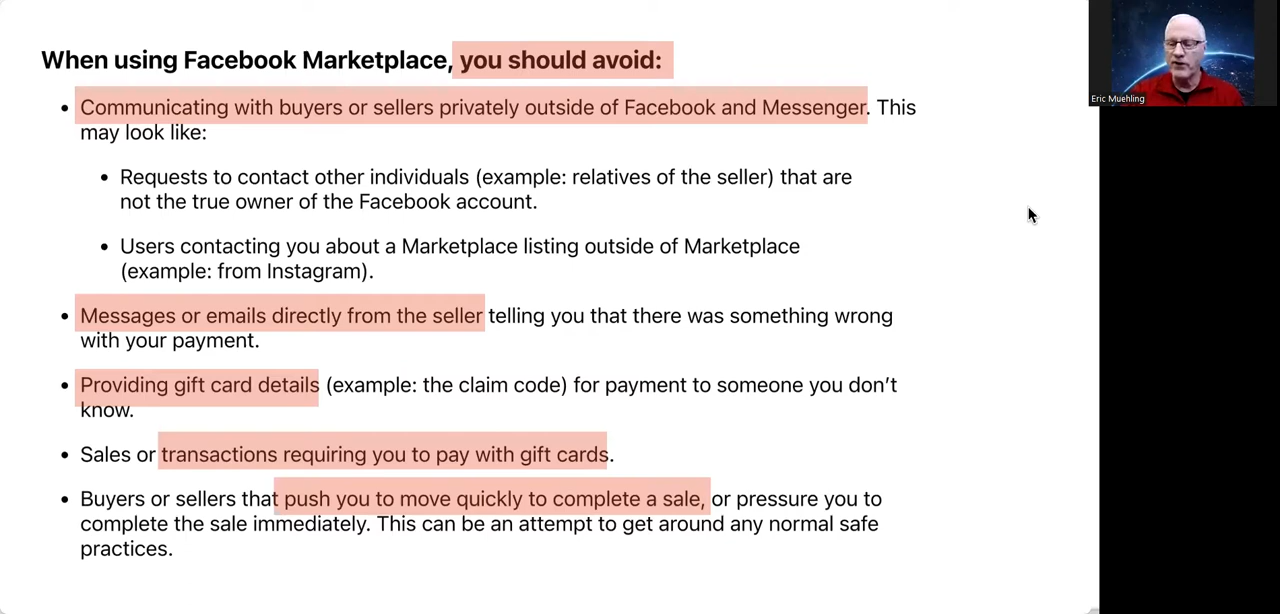 When using Facebook Marketplace, you should avoid:
• Communicating with buyers or sellers privately outside of Facebook and Messenger. This
may look like:
• Requests to contact other individuals (example: relatives of the seller) that are
not the true owner of the Facebook account.
• Users contacting you about a Marketplace listing outside of Marketplace
(example: from Instagram).
• Messages or emails directly from the seller telling you that there was something wrong
with your payment.
• Providing gift card details (example: the claim code) for payment to someone you don’t
know.
• Sales or transactions requiring you to pay with gift cards.
• Buyers or sellers that push you to move quickly to complete a sale, or pressure you to
complete the sale immediately. This can be an attempt to get around any normal safe
practices.
Eric Muehling